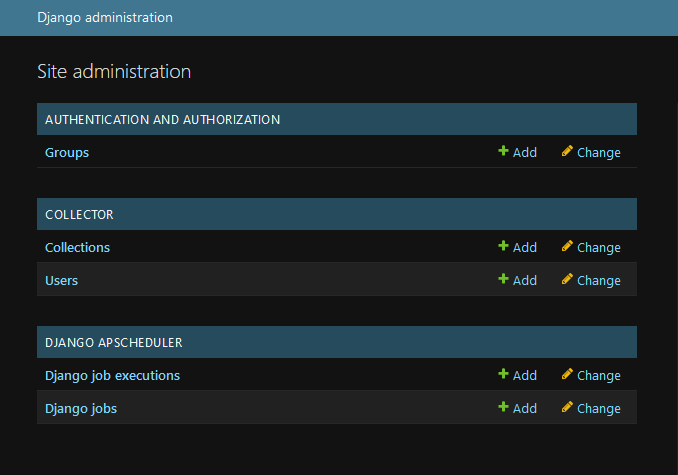 Django administration
Site administration
AUTHENTICATION AND AUTHORIZATION
Groups Add Change
COLLECTOR
Collections Add Change
Users Add Change
DJANGO APSCHEDULER
Django job executions Add Change
Django jobs Add Change